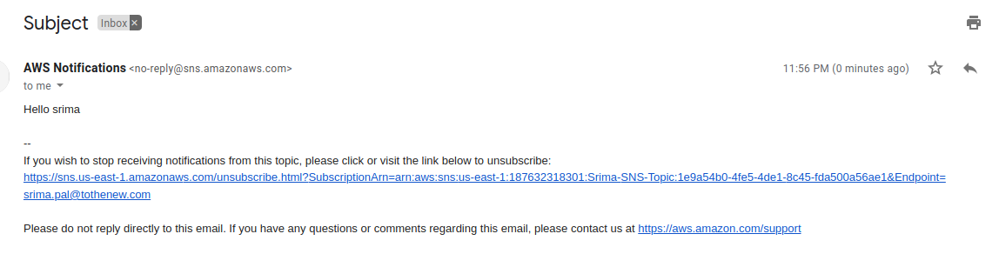 Subject Inbox ×
AWS Notifications <no-reply@sns.amazonaws.com> 11:56 PM (0 minutes ago)
to me
Hello srima
--
If you wish to stop receiving notifications from this topic, please click or visit the link below to unsubscribe:
https://sns.us-east-1.amazonaws.com/unsubscribe.html?SubscriptionArn=arn:aws:sns:us-east-1:187632318301:Srima-SNS-Topic:1e9a54b0-4fe5-4de1-8c45-fda500a56ae1&Endpoint=
srima.pal@tothenew.com
Please do not reply directly to this email. If you have any questions or comments regarding this email, please contact us at https://aws.amazon.com/support